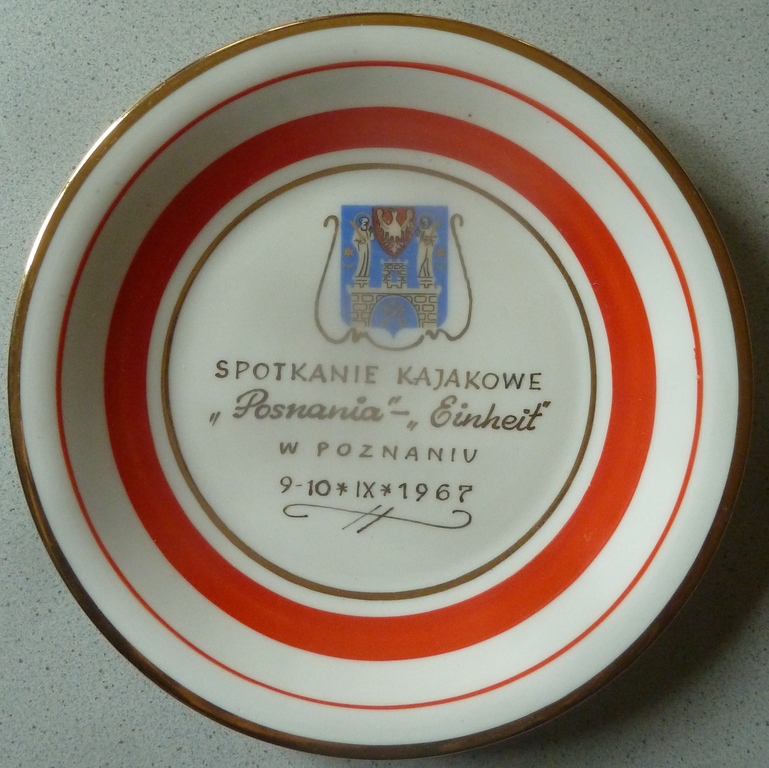 SPOTKANIE KAJAKOWE
„Posnania”-„Einheit”
W POZNANIU
9-10*IX*1967